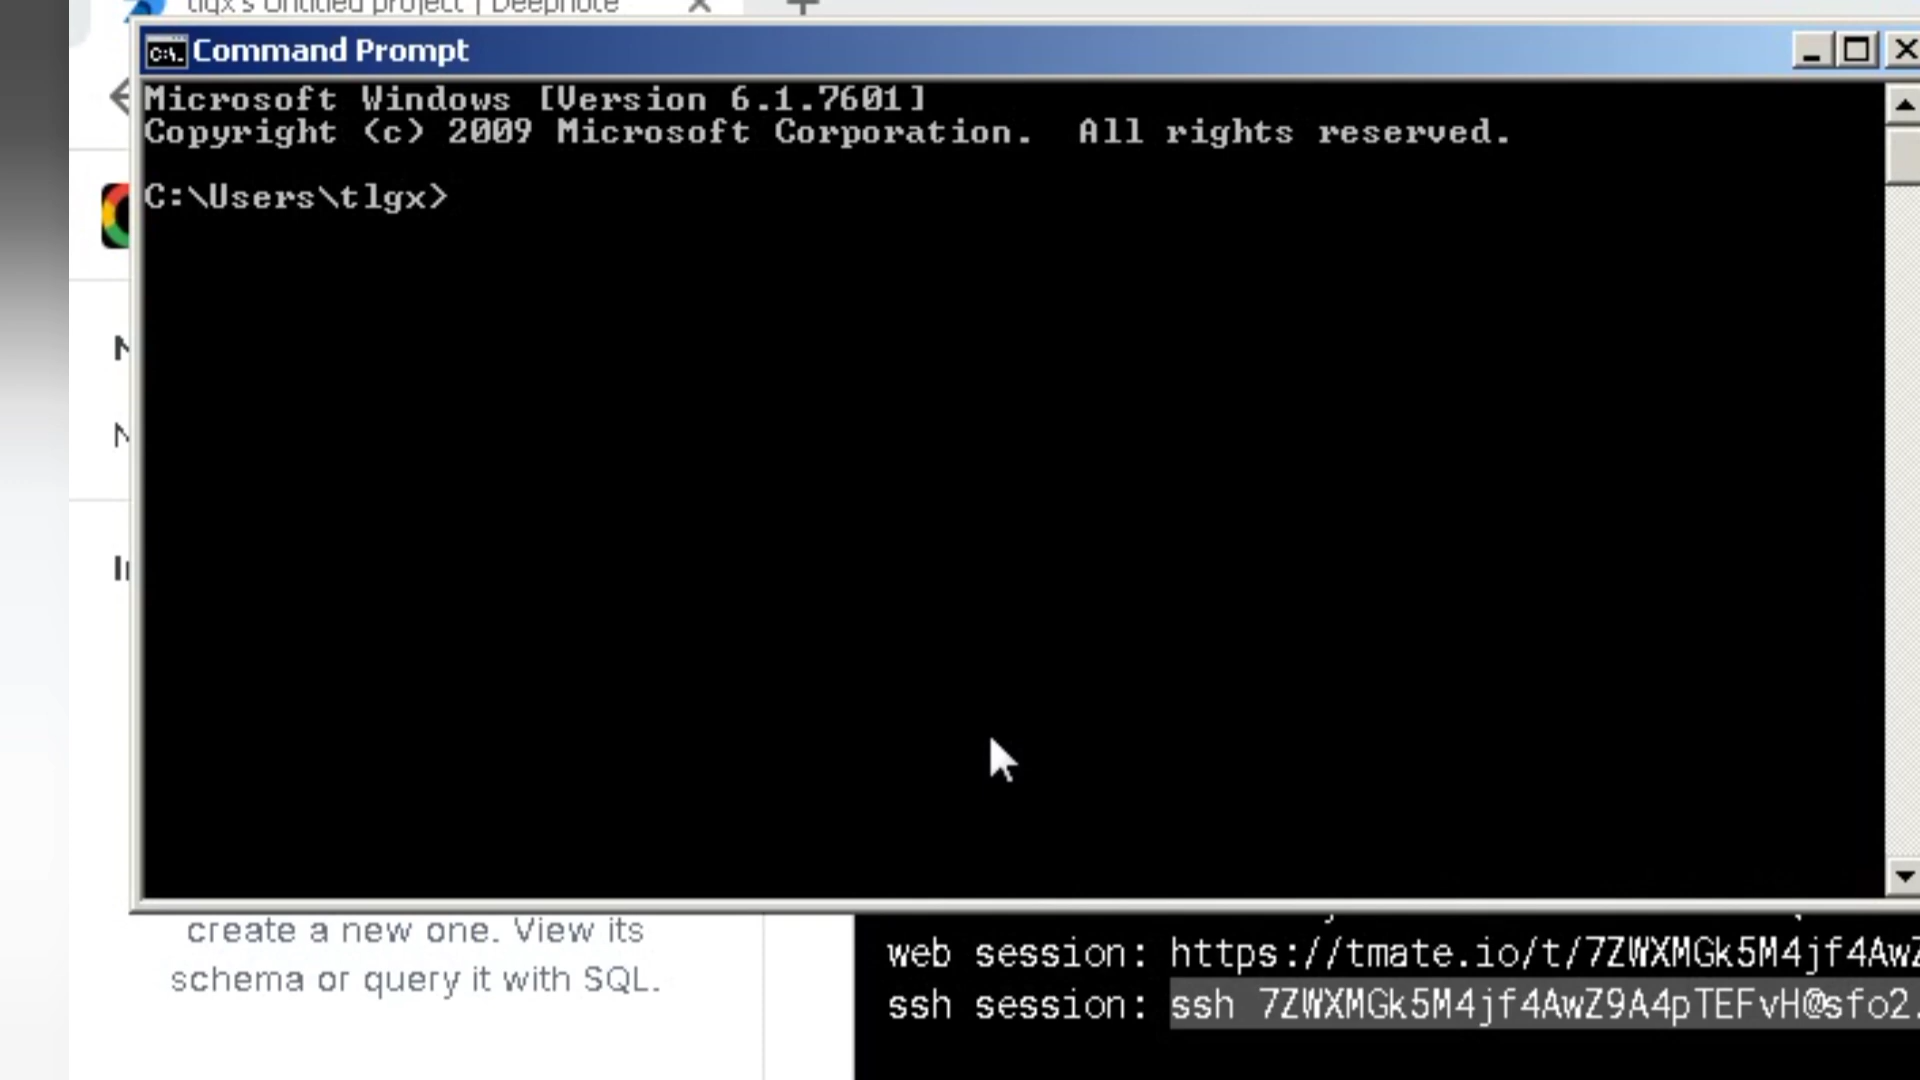 tlgx's Untitled project | Deepnote
Command Prompt
Microsoft Windows [Version 6.1.7601]
Copyright (c) 2009 Microsoft Corporation.  All rights reserved.
C:\Users\tlgx>
create a new one. View its
schema or query it with SQL.
web session: https://tmate.io/t/7ZWXMGk5M4jf4AwZ
ssh session: ssh 7ZWXMGk5M4jf4AwZ9A4pTEFvH@sfo2.